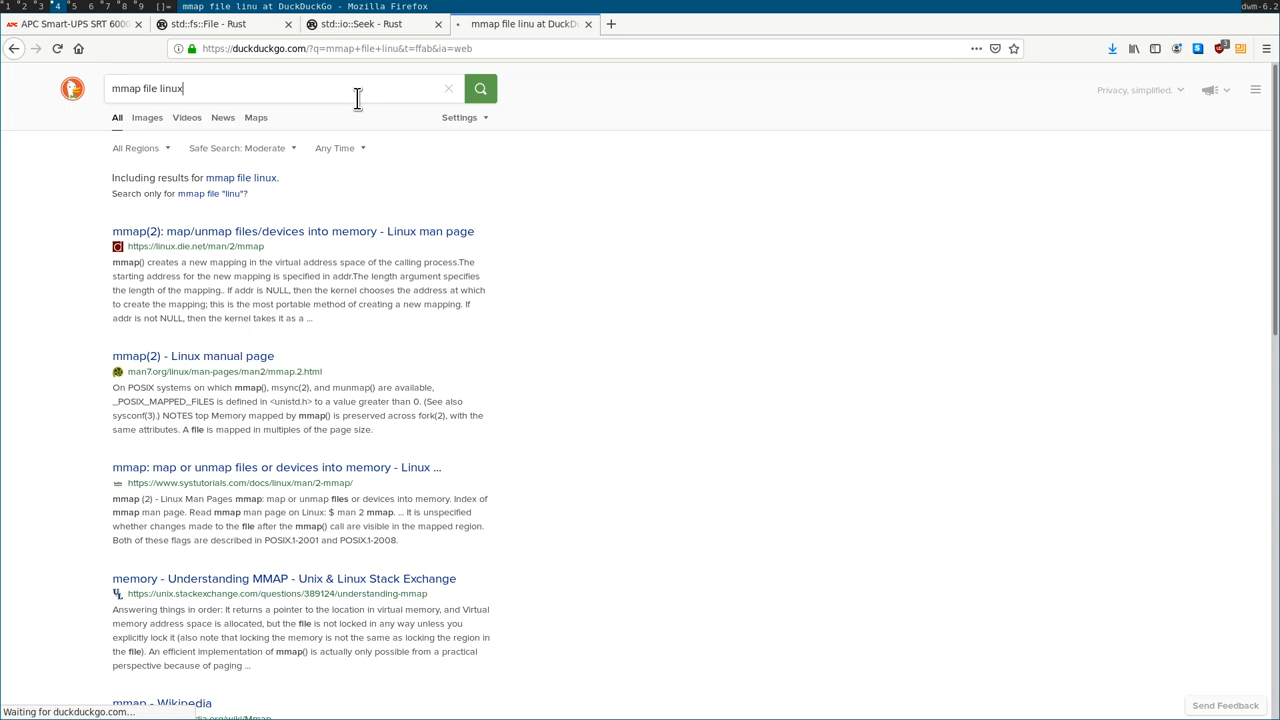 1 2 3 4 5 6 7 8 9 []= mmap file linu at DuckDuckGo - Mozilla Firefox dwm-6.2
APC Smart-UPS SRT 6000 std::fs::File - Rust std::io::Seek - Rust mmap file linu at DuckD
https://duckduckgo.com/?q=mmap+file+linu&t=ffab&ia=web
mmap file linux
Privacy, simplified.
All Images Videos News Maps Settings
All Regions Safe Search: Moderate Any Time
Including results for mmap file linux.
Search only for mmap file "linu"?
mmap(2): map/unmap files/devices into memory - Linux man page
https://linux.die.net/man/2/mmap
mmap() creates a new mapping in the virtual address space of the calling process.The
starting address for the new mapping is specified in addr.The length argument specifies
the length of the mapping.. If addr is NULL, then the kernel chooses the address at which
to create the mapping; this is the most portable method of creating a new mapping. If
addr is not NULL, then the kernel takes it as a ...
mmap(2) - Linux manual page
man7.org/linux/man-pages/man2/mmap.2.html
On POSIX systems on which mmap(), msync(2), and munmap() are available,
_POSIX_MAPPED_FILES is defined in <unistd.h> to a value greater than 0. (See also
sysconf(3).) NOTES top Memory mapped by mmap() is preserved across fork(2), with the
same attributes. A file is mapped in multiples of the page size.
mmap: map or unmap files or devices into memory - Linux ...
https://www.systutorials.com/docs/linux/man/2-mmap/
mmap (2) - Linux Man Pages mmap: map or unmap files or devices into memory. Index of
mmap man page. Read mmap man page on Linux: $ man 2 mmap. ... It is unspecified
whether changes made to the file after the mmap() call are visible in the mapped region.
Both of these flags are described in POSIX.1-2001 and POSIX.1-2008.
memory - Understanding MMAP - Unix & Linux Stack Exchange
https://unix.stackexchange.com/questions/389124/understanding-mmap
Answering things in order: It returns a pointer to the location in virtual memory, and Virtual
memory address space is allocated, but the file is not locked in any way unless you
explicitly lock it (also note that locking the memory is not the same as locking the region in
the file). An efficient implementation of mmap() is actually only possible from a practical
perspective because of paging ...
mmap - Wikipedia
Send Feedback
Waiting for duckduckgo.com...